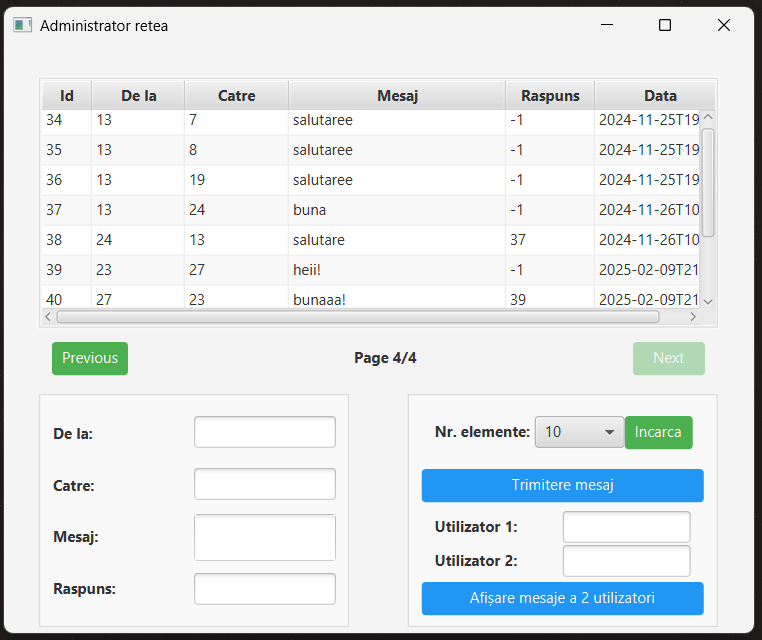 Administrator retea
Id De la Catre Mesaj Raspuns Data
34 13 7 salutaree -1 2024-11-25T19
35 13 8 salutaree -1 2024-11-25T19
36 13 19 salutaree -1 2024-11-25T19
37 13 24 buna -1 2024-11-26T10
38 24 13 salutare 37 2024-11-26T10
39 23 27 heii! -1 2025-02-09T21
40 27 23 bunaaa! 39 2025-02-09T21
Previous Page 4/4 Next
De la:
Catre:
Mesaj:
Raspuns:
Nr. elemente: 10 Incarca
Trimitere mesaj
Utilizator 1:
Utilizator 2:
Afișare mesaje a 2 utilizatori